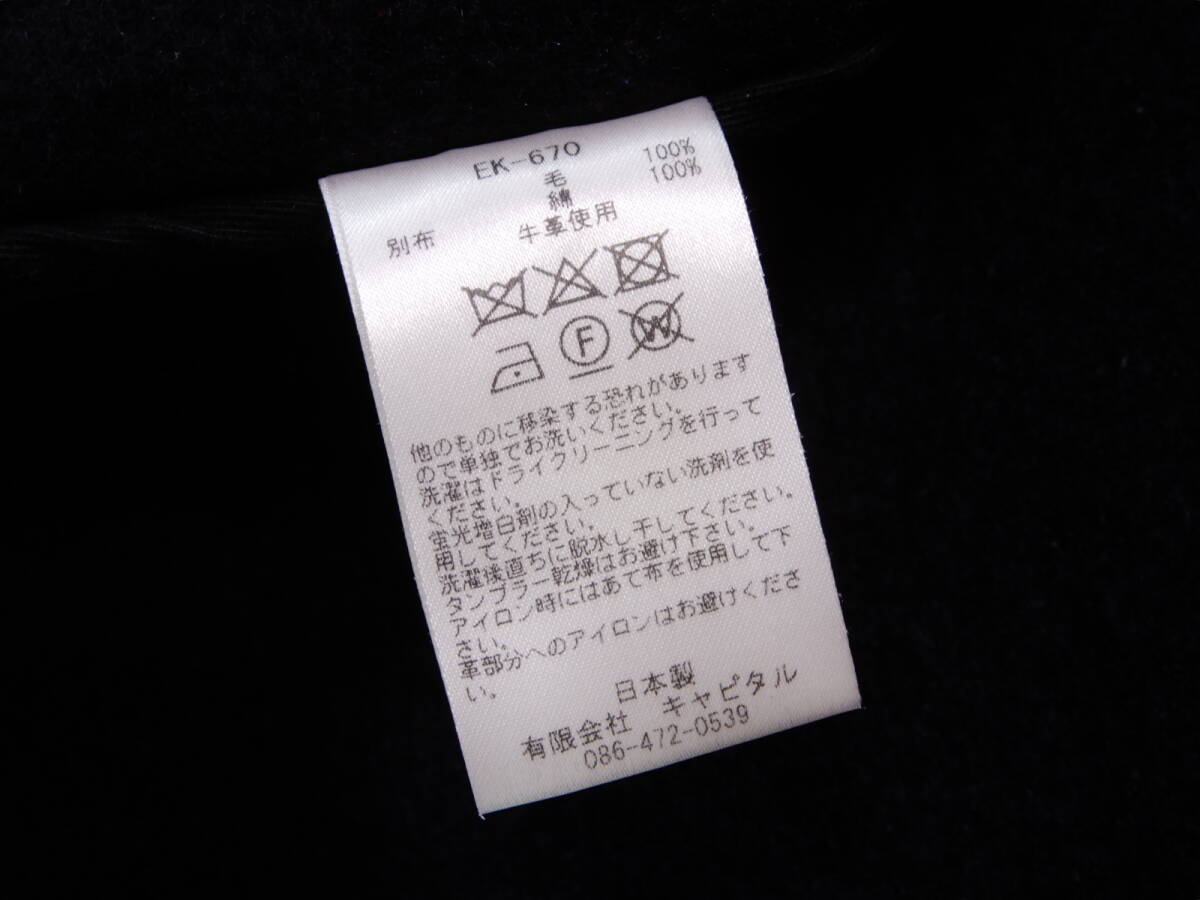 EK-670
毛 100%
綿 100%
別布 牛革使用
F
W
他のものに移染する恐れがあります
ので単独でお洗いください。
洗濯はドライクリーニングを行って
ください。
蛍光増白剤の入っていない洗剤を使
用してください。
洗濯後直ちに脱水し干してください。
タンブラー乾燥はお避け下さい。
アイロン時にはあて布を使用して下
さい。
革部分へのアイロンはお避けくださ
い。
日本製
有限会社 キャピタル
086-472-0539